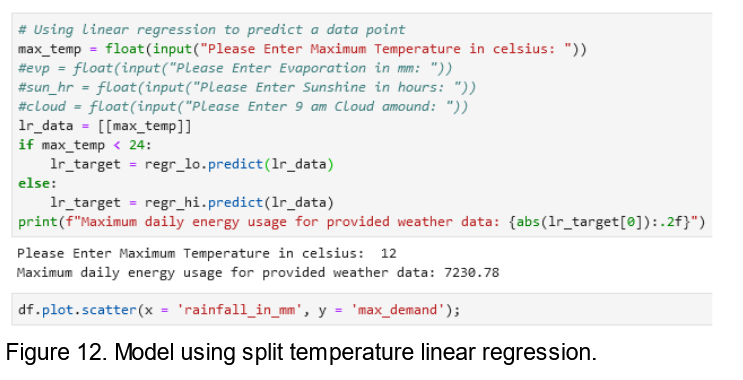 # Using linear regression to predict a data point
max_temp = float(input("Please Enter Maximum Temperature in celsius: "))
#evp = float(input("Please Enter Evaporation in mm: "))
#sun_hr = float(input("Please Enter Sunshine in hours: "))
#cloud = float(input("Please Enter 9 am Cloud amound: "))
lr_data = [[max_temp]]
if max_temp < 24:
    lr_target = regr_lo.predict(lr_data)
else:
    lr_target = regr_hi.predict(lr_data)
print(f"Maximum daily energy usage for provided weather data: {abs(lr_target[0]):.2f}")
Please Enter Maximum Temperature in celsius:  12
Maximum daily energy usage for provided weather data: 7230.78
df.plot.scatter(x = 'rainfall_in_mm', y = 'max_demand');
Figure 12. Model using split temperature linear regression.